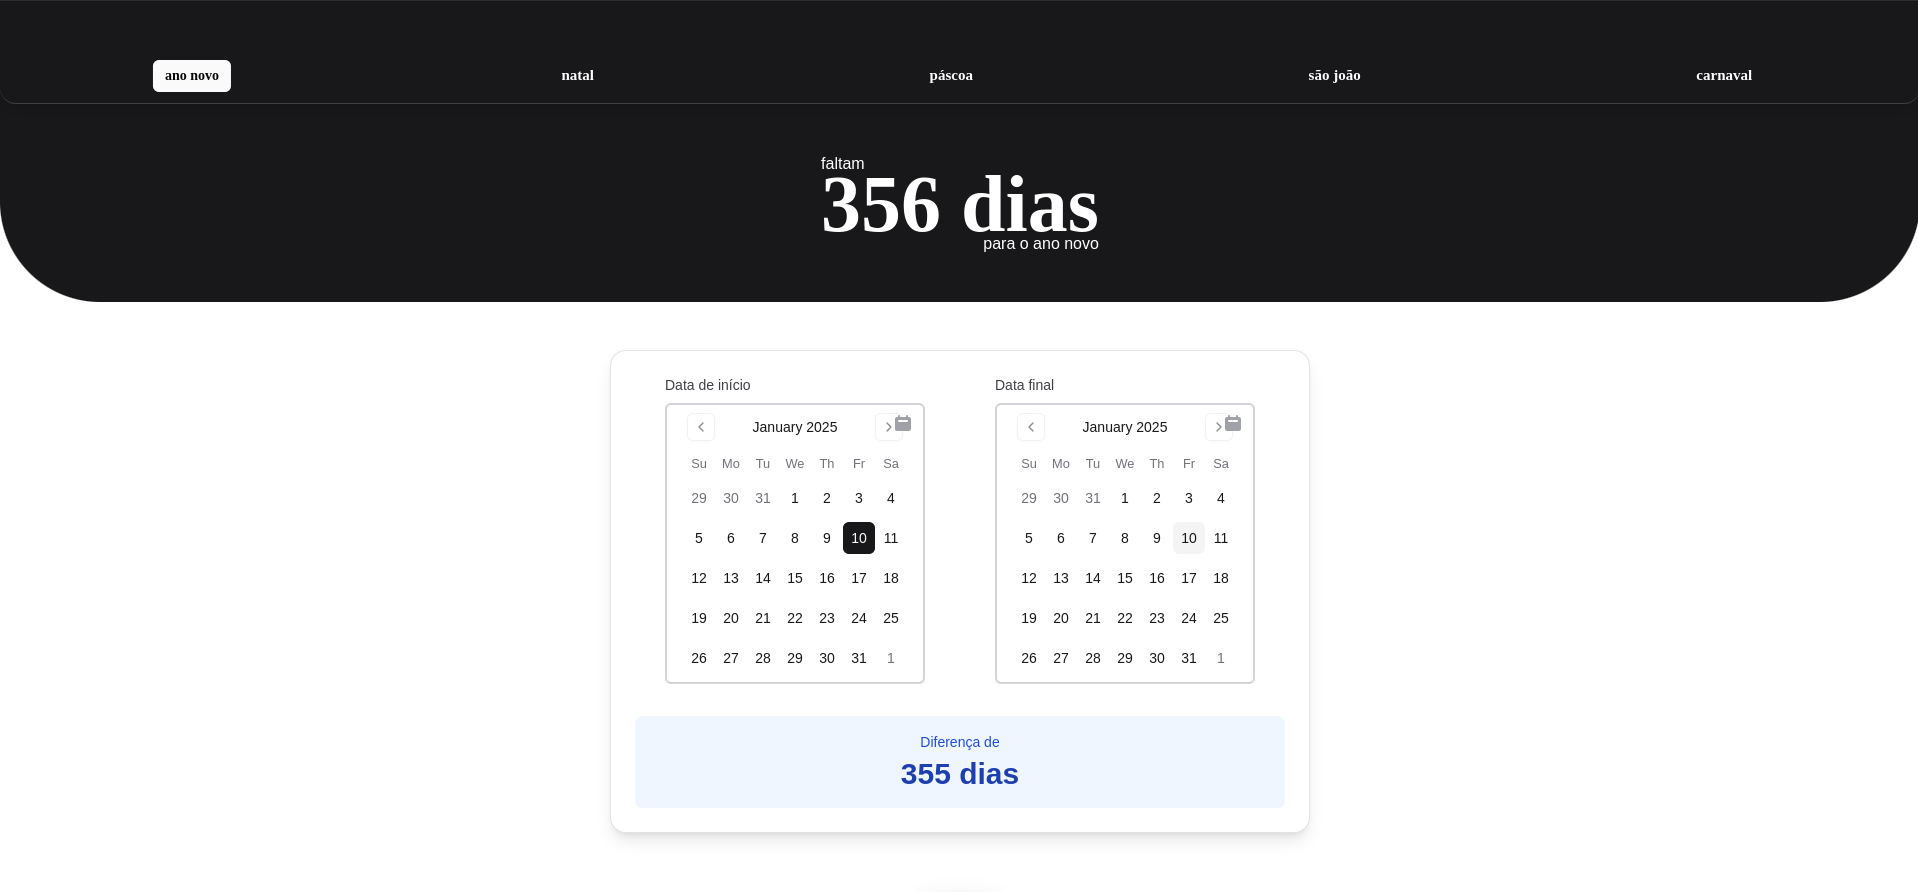 ano novo natal páscoa são joão carnaval
faltam
356 dias
para o ano novo
Data de início
January 2025
Su Mo Tu We Th Fr Sa
29 30 31 1 2 3 4
5 6 7 8 9 10 11
12 13 14 15 16 17 18
19 20 21 22 23 24 25
26 27 28 29 30 31 1
Data final
January 2025
Su Mo Tu We Th Fr Sa
29 30 31 1 2 3 4
5 6 7 8 9 10 11
12 13 14 15 16 17 18
19 20 21 22 23 24 25
26 27 28 29 30 31 1
Diferença de
355 dias